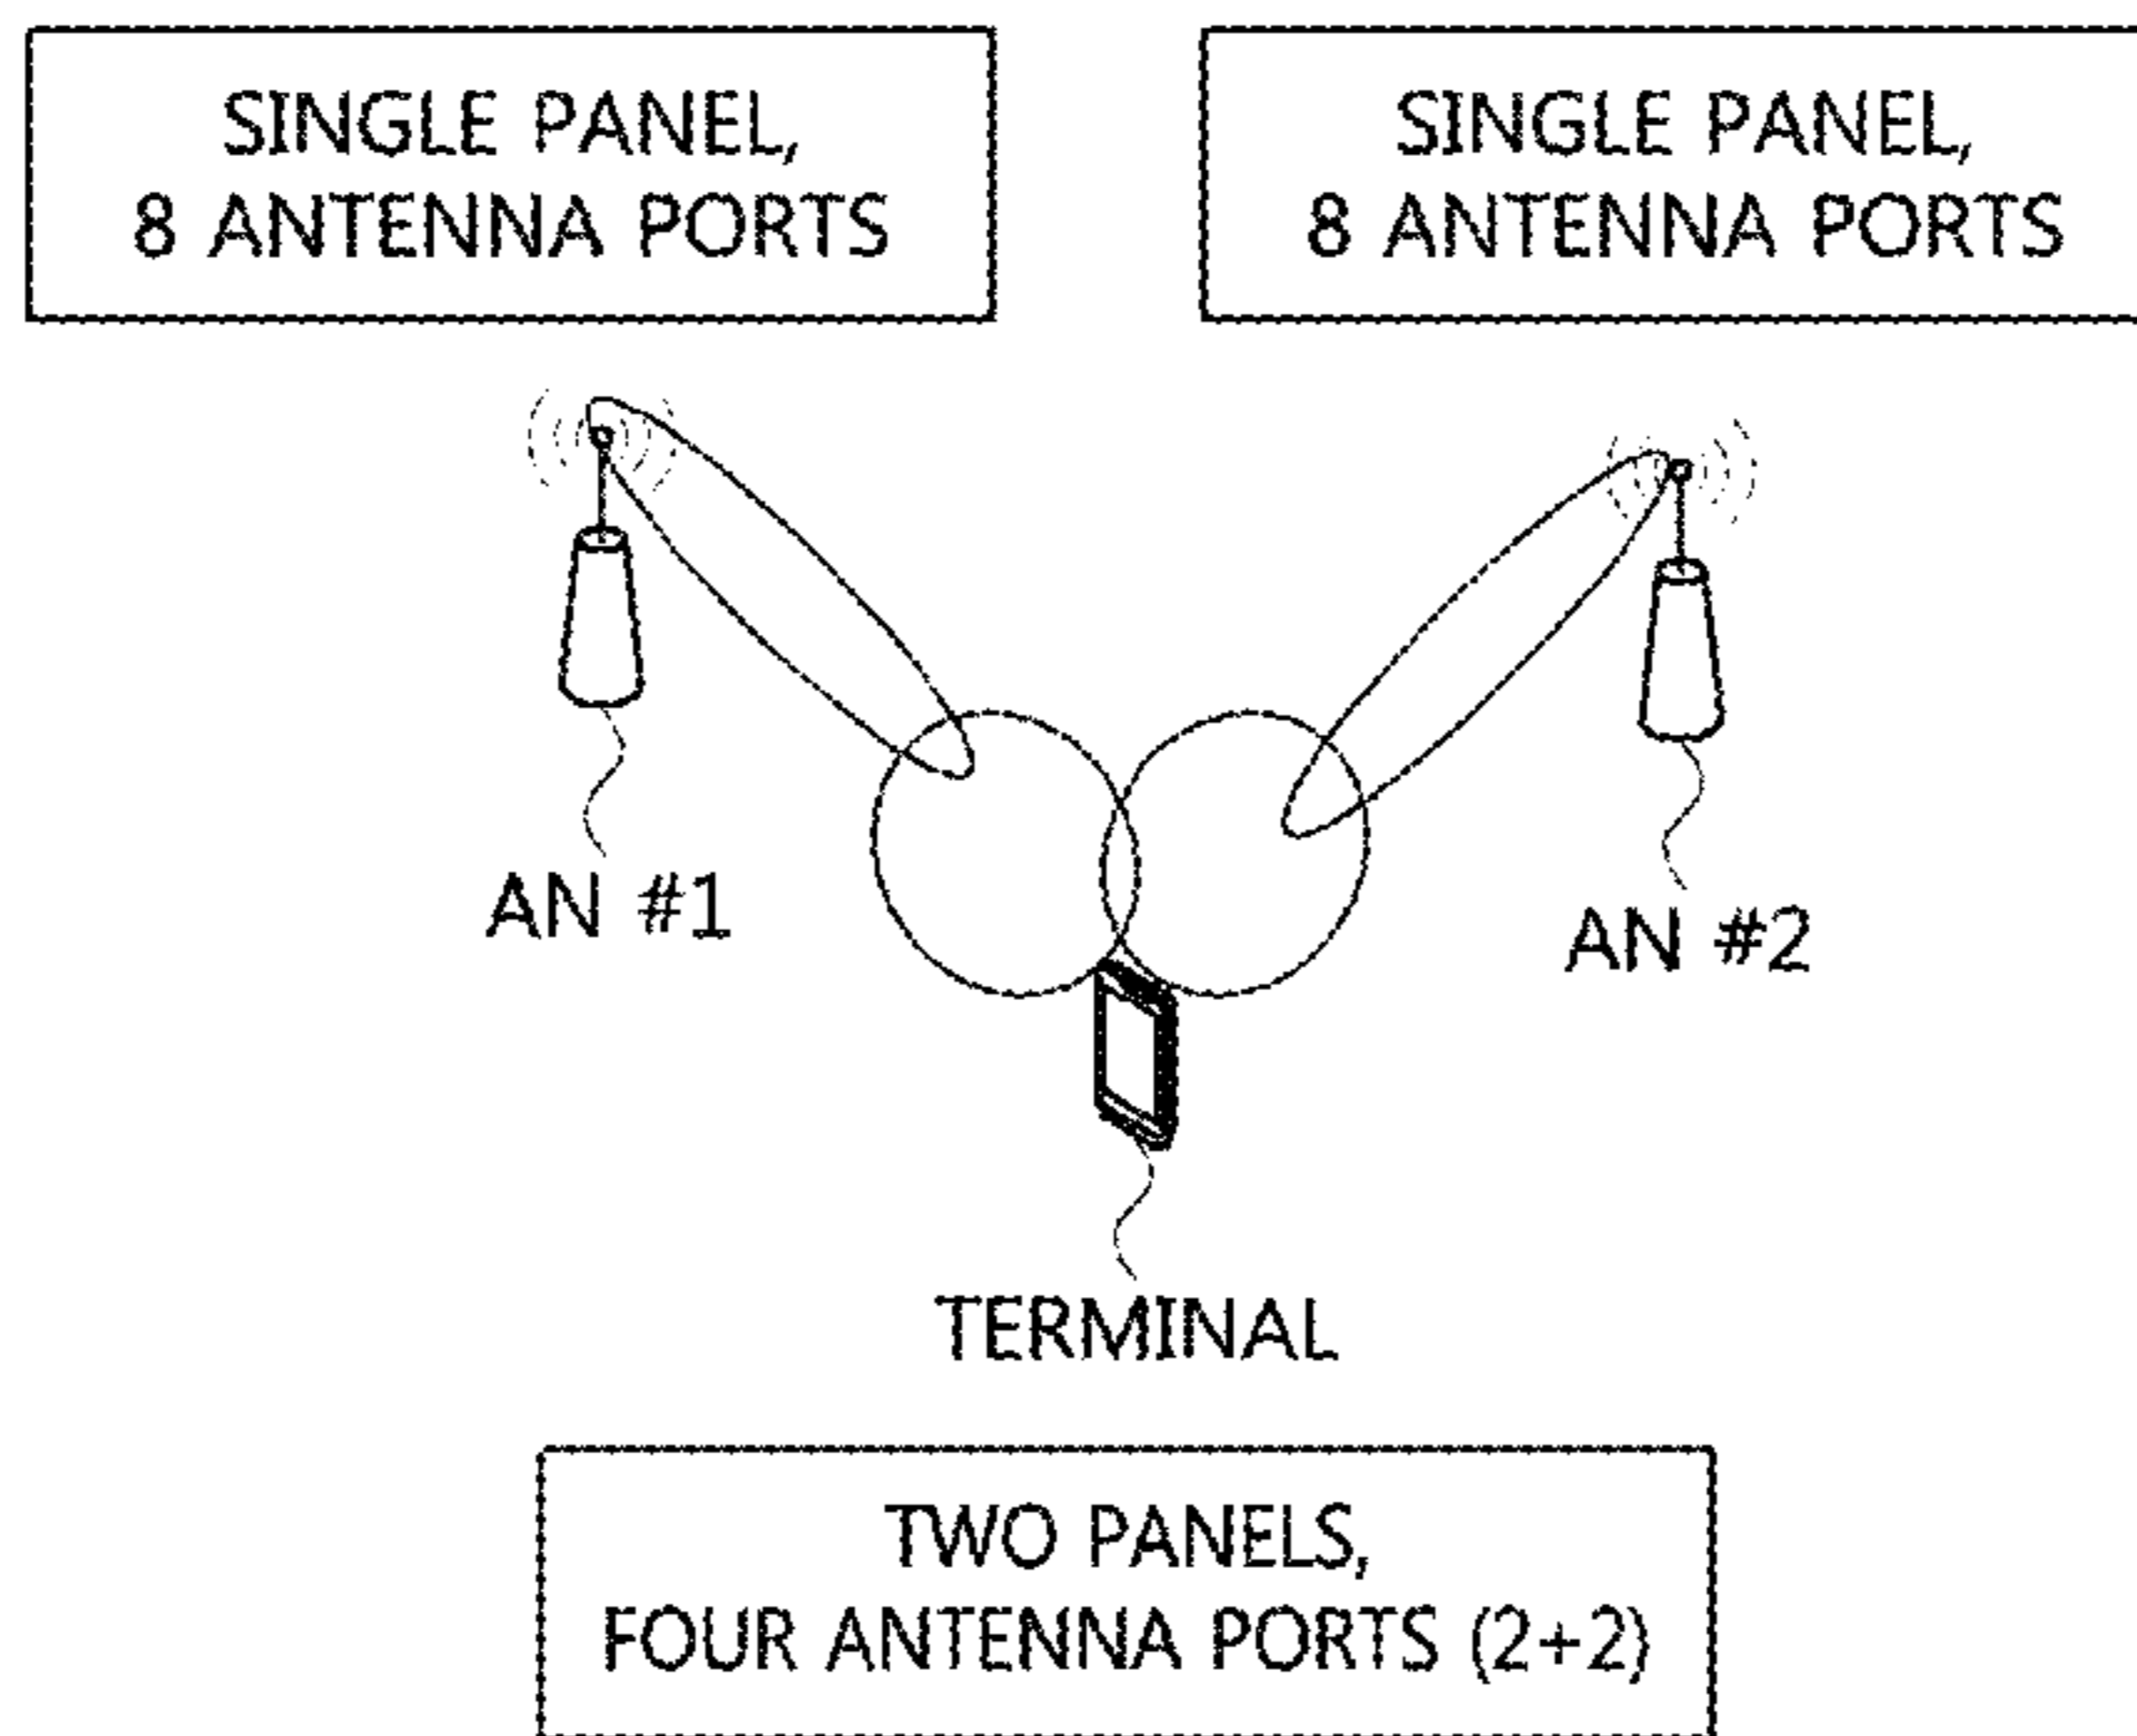 SINGLE PANEL,
8 ANTENNA PORTS
SINGLE PANEL,
8 ANTENNA PORTS
AN #1
AN #2
TERMINAL
TWO PANELS,
FOUR ANTENNA PORTS (2+2)